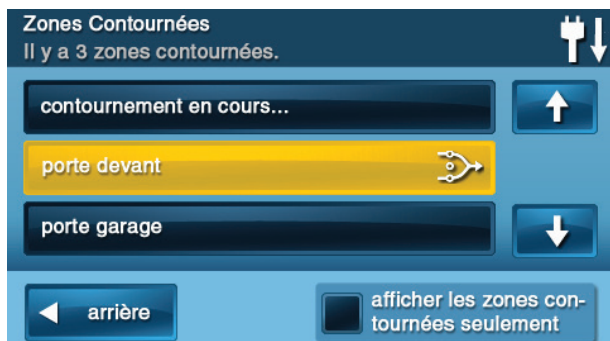 Zones Contournées
Il y a 3 zones contournées.
contournement en cours...
porte devant
porte garage
arrière
afficher les zones con-
tournées seulement